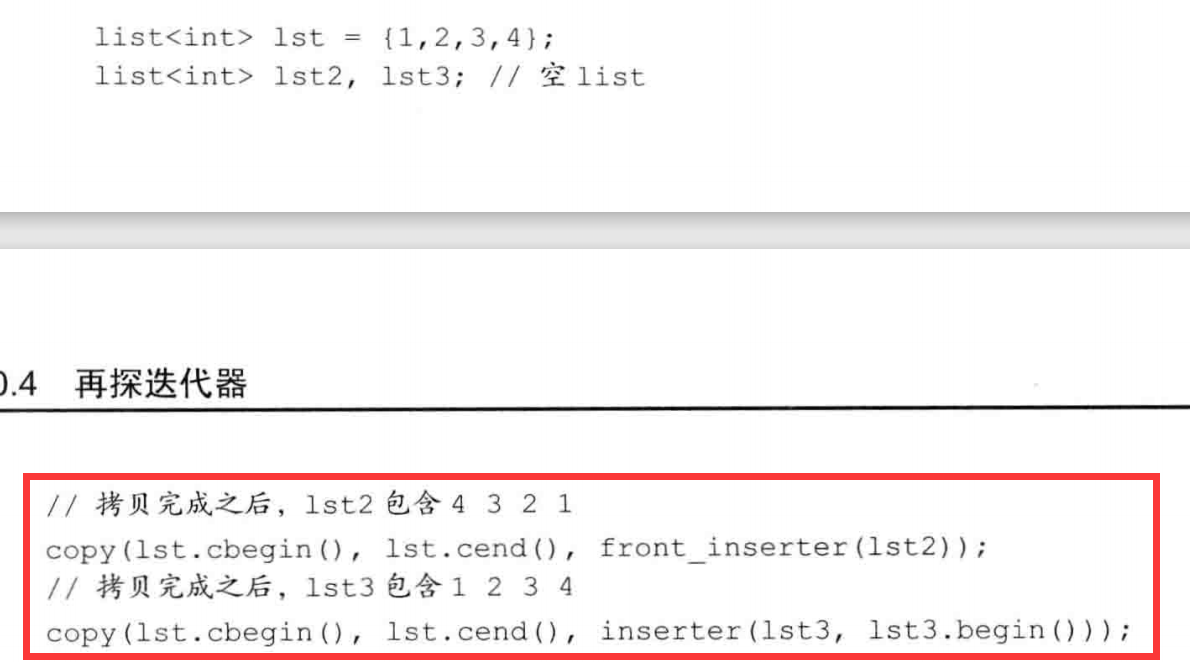 list<int> lst = {1,2,3,4};
list<int> lst2, lst3; // 空 list
0.4 再探迭代器
// 拷贝完成之后，lst2 包含 4 3 2 1
copy(lst.cbegin(), lst.cend(), front_inserter(lst2));
// 拷贝完成之后，lst3 包含 1 2 3 4
copy(lst.cbegin(), lst.cend(), inserter(lst3, lst3.begin()));